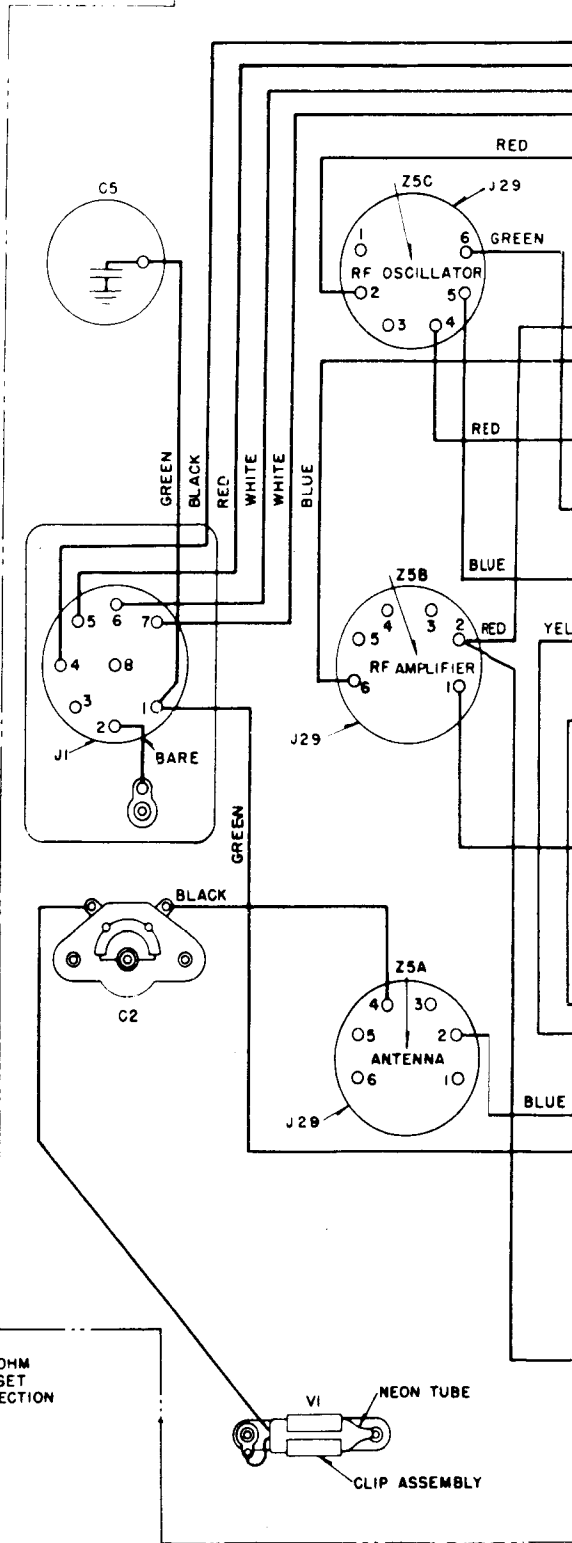 RED
C5
Z5C
J29
1
6
GREEN
RF OSCILLATOR
2
5
3
4
RED
GREEN
BLACK
RED
WHITE
WHITE
BLUE
BLUE
Z5B
4
3
5
2
RED
YEL
RF AMPLIFIER
6
1
J29
5
6
7
4
8
3
1
2
J1
BARE
GREEN
BLACK
C2
Z5A
4
3
5
2
ANTENNA
6
1
J29
BLUE
OHM
SET
ECTION
V1
NEON TUBE
CLIP ASSEMBLY